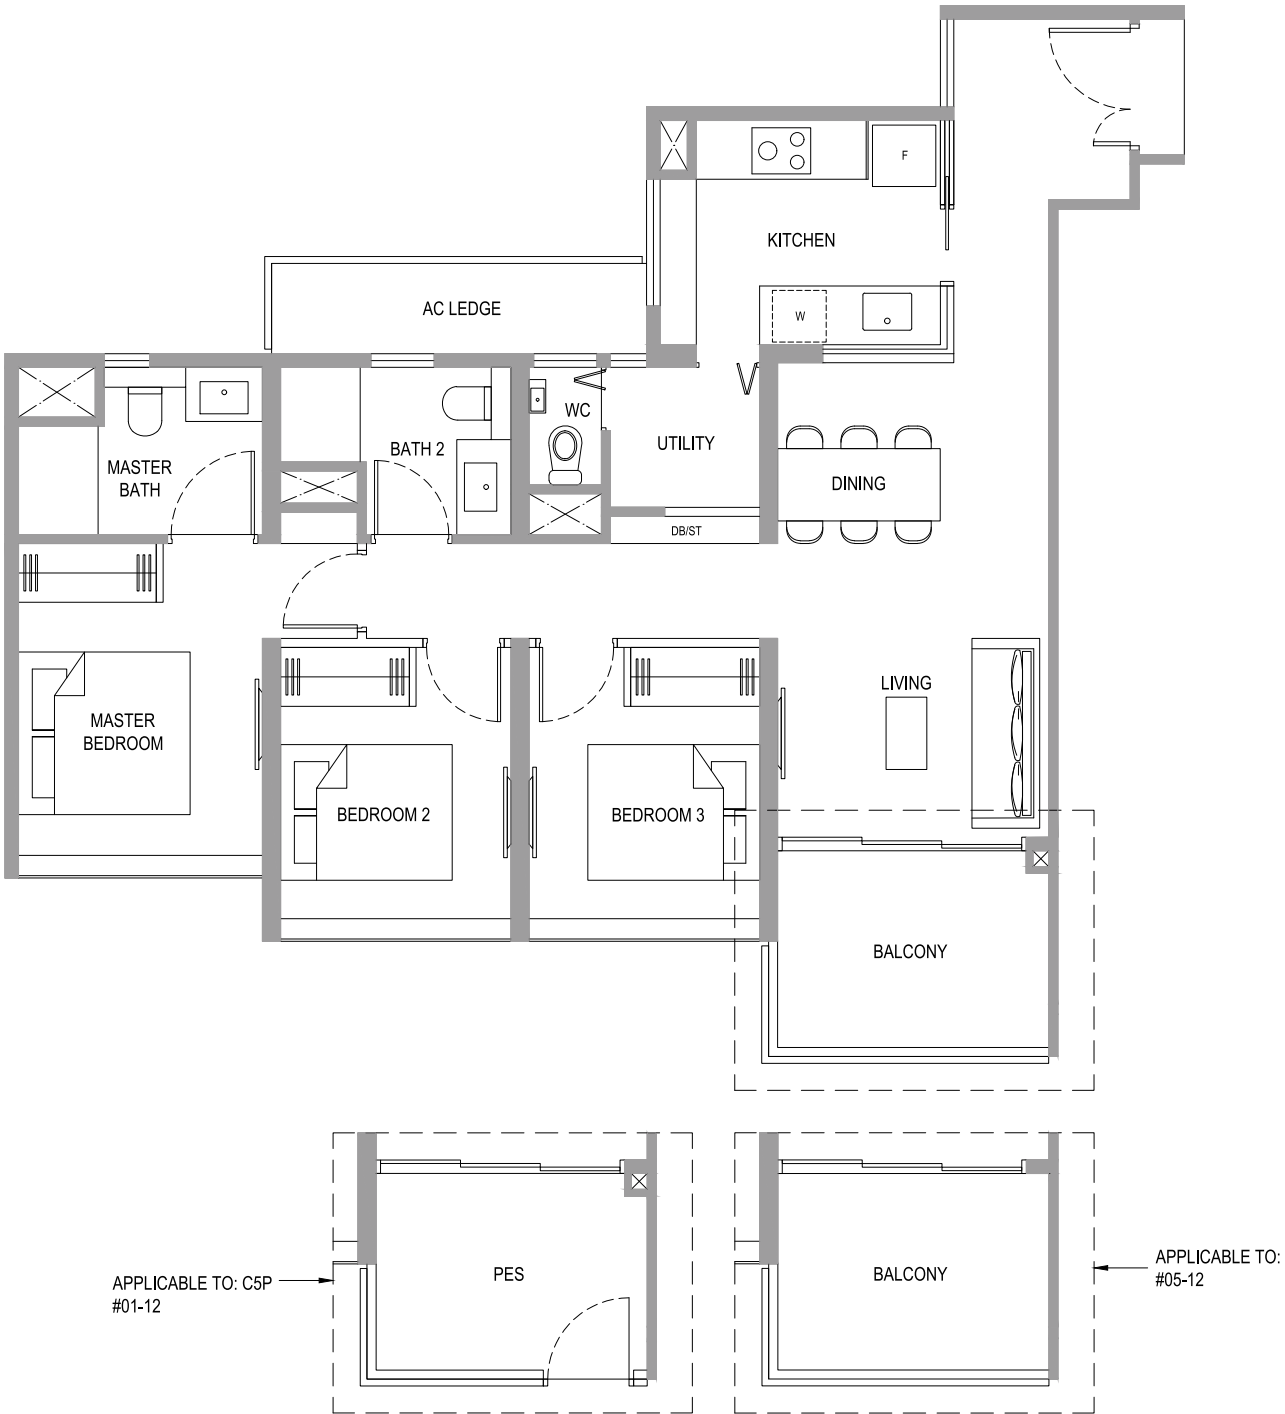 F
KITCHEN
AC LEDGE
W
WC
UTILITY
BATH 2
MASTER
BATH
DINING
DB/ST
LIVING
MASTER
BEDROOM
BEDROOM 2
BEDROOM 3
BALCONY
PES
BALCONY
APPLICABLE TO: C5P
#01-12
APPLICABLE TO:
#05-12